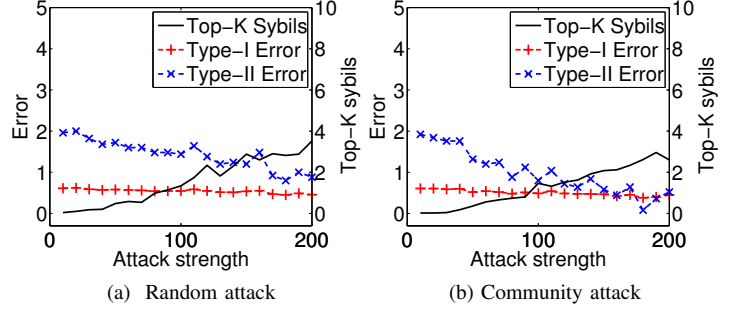 5
4
3
2
1
0
Error
10
8
6
4
2
0
Top-K sybils
Top-K Sybils
Type-I Error
Type-II Error
0
100
200
Attack strength
(a) Random attack
5
4
3
2
1
0
Error
10
8
6
4
2
0
Top-K sybils
Top-K Sybils
Type-I Error
Type-II Error
0
100
200
Attack strength
(b) Community attack